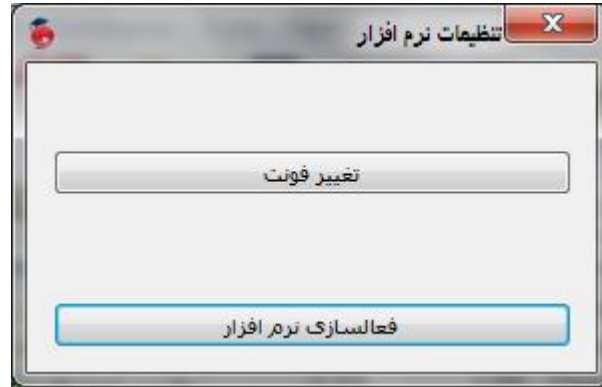 تنظیمات نرم افزار
تغییر فونت
فعالسازی نرم افزار